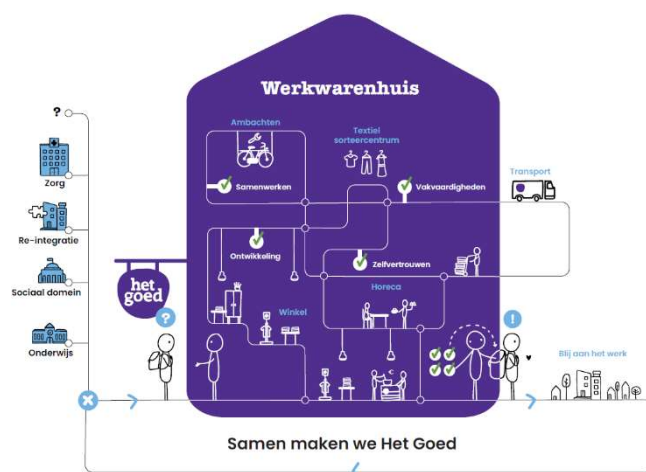 Werkwarenhuis
Ambachten
Textiel
sorteercentrum
Samenwerken
Vakvaardigheden
Transport
?
Zorg
Re-integratie
Sociaal domein
Onderwijs
het
goed
?
Ontwikkeling
Zelfvertrouwen
Winkel
Horeca
!
Blij aan het werk
Samen maken we Het Goed